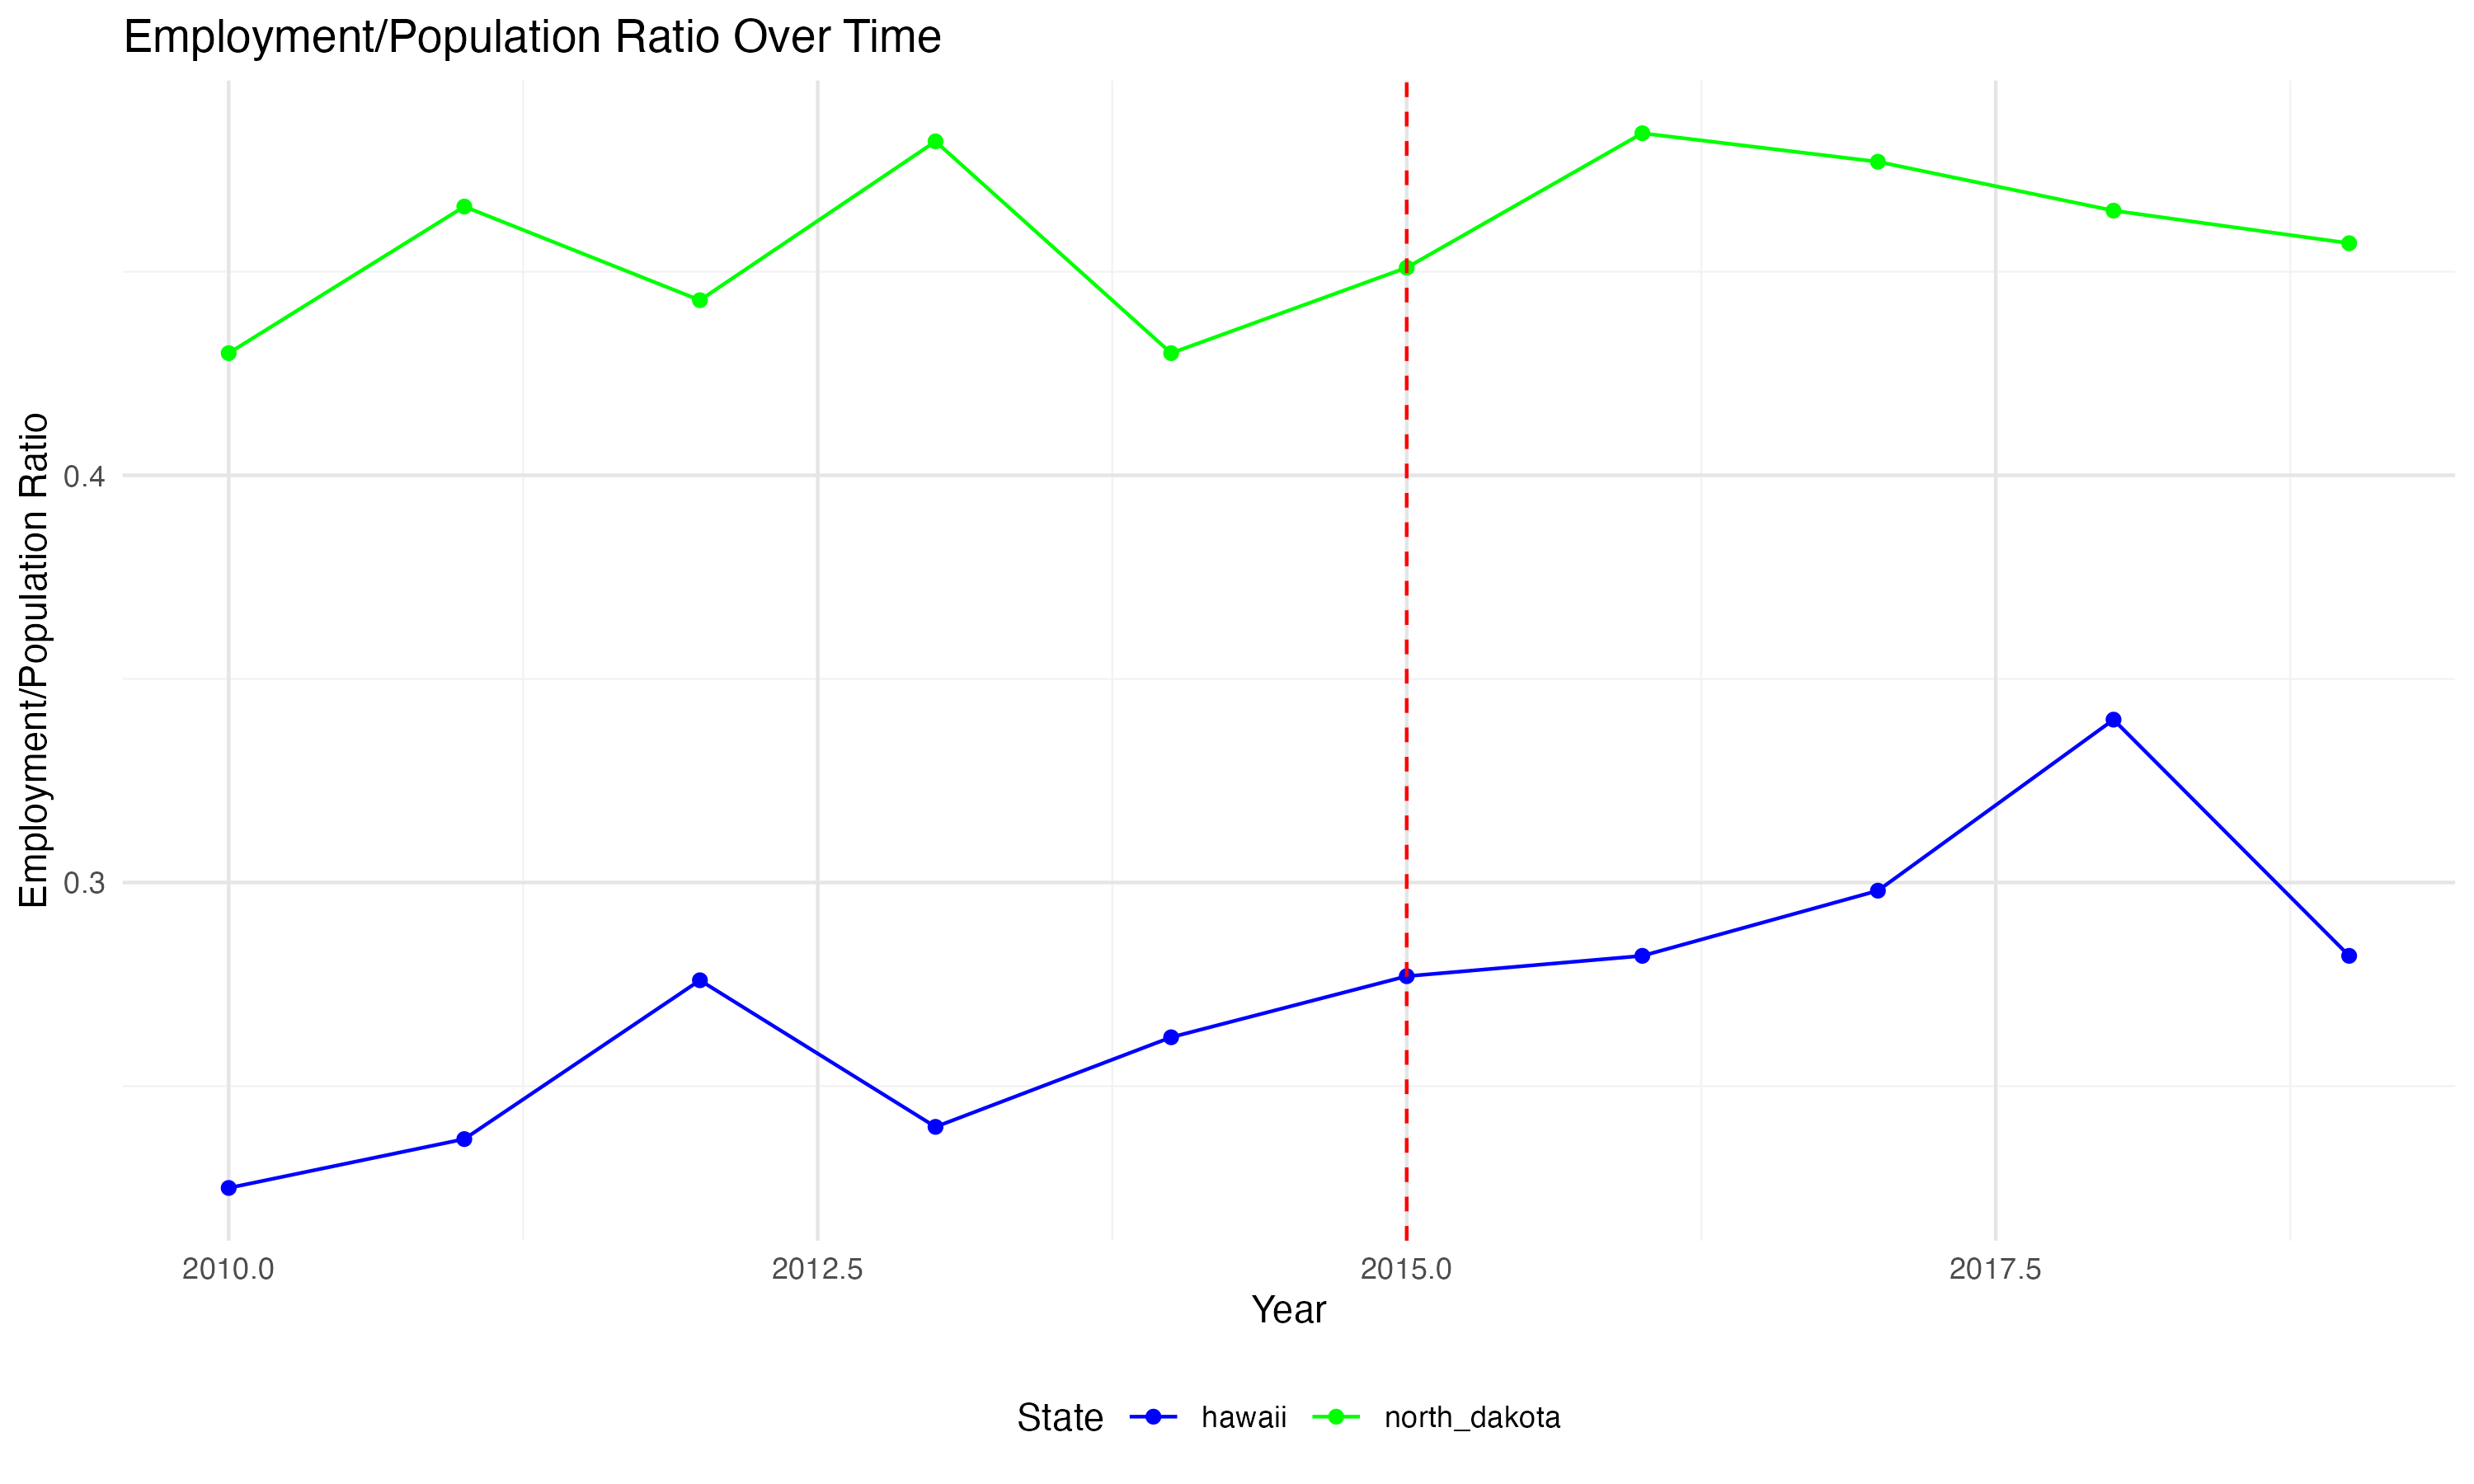 Employment/Population Ratio Over Time
Employment/Population Ratio
0.4
0.3
2010.0 2012.5 2015.0 2017.5
Year
State hawaii north_dakota